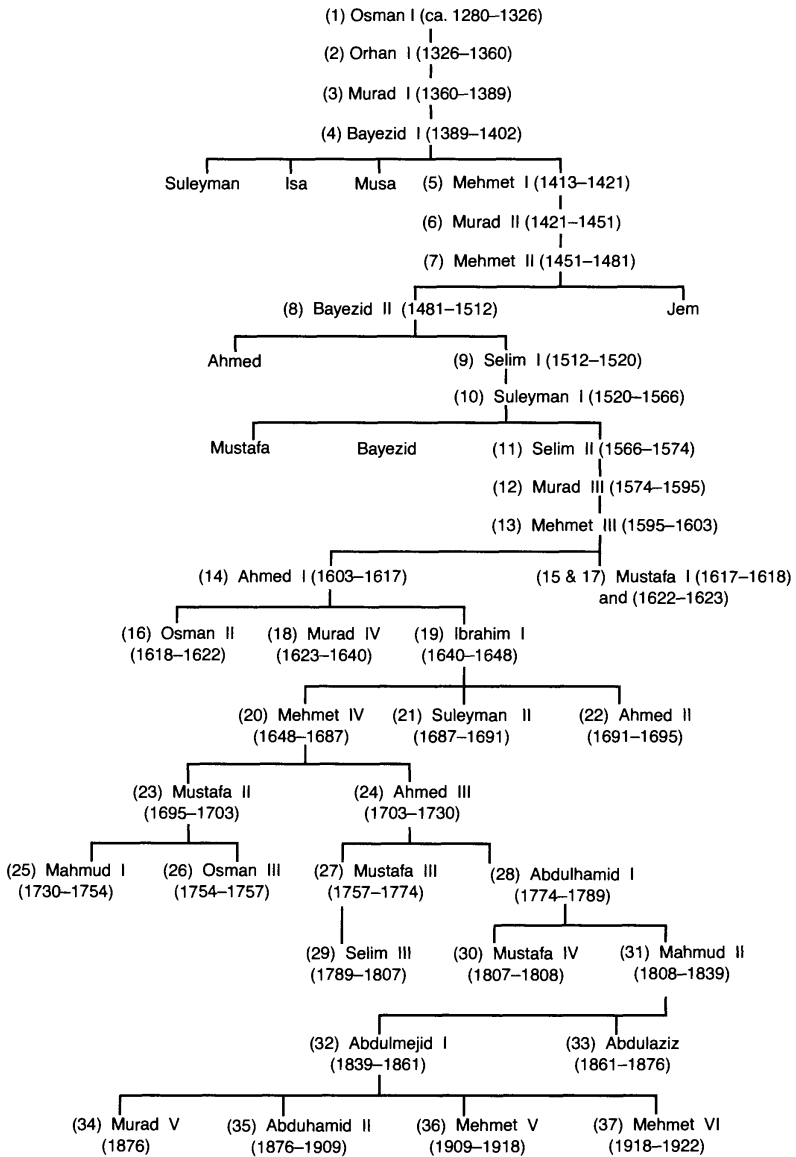 (1) Osman I (ca. 1280–1326)
(2) Orhan I (1326–1360)
(3) Murad I (1360–1389)
(4) Bayezid I (1389–1402)
Suleyman Isa Musa (5) Mehmet I (1413–1421)
(6) Murad II (1421–1451)
(7) Mehmet II (1451–1481)
(8) Bayezid II (1481–1512) Jem
Ahmed (9) Selim I (1512–1520)
(10) Suleyman I (1520–1566)
Mustafa Bayezid (11) Selim II (1566–1574)
(12) Murad III (1574–1595)
(13) Mehmet III (1595–1603)
(14) Ahmed I (1603–1617) (15 & 17) Mustafa I (1617–1618)
and (1622–1623)
(16) Osman II (18) Murad IV (19) Ibrahim I
(1618–1622) (1623–1640) (1640–1648)
(20) Mehmet IV (21) Suleyman II (22) Ahmed II
(1648–1687) (1687–1691) (1691–1695)
(23) Mustafa II (24) Ahmed III
(1695–1703) (1703–1730)
(25) Mahmud I (26) Osman III (27) Mustafa III (28) Abdulhamid I
(1730–1754) (1754–1757) (1757–1774) (1774–1789)
(29) Selim III (30) Mustafa IV (31) Mahmud II
(1789–1807) (1807–1808) (1808–1839)
(32) Abdulmejid I (33) Abdulaziz
(1839–1861) (1861–1876)
(34) Murad V (35) Abduhamid II (36) Mehmet V (37) Mehmet VI
(1876) (1876–1909) (1909–1918) (1918–1922)